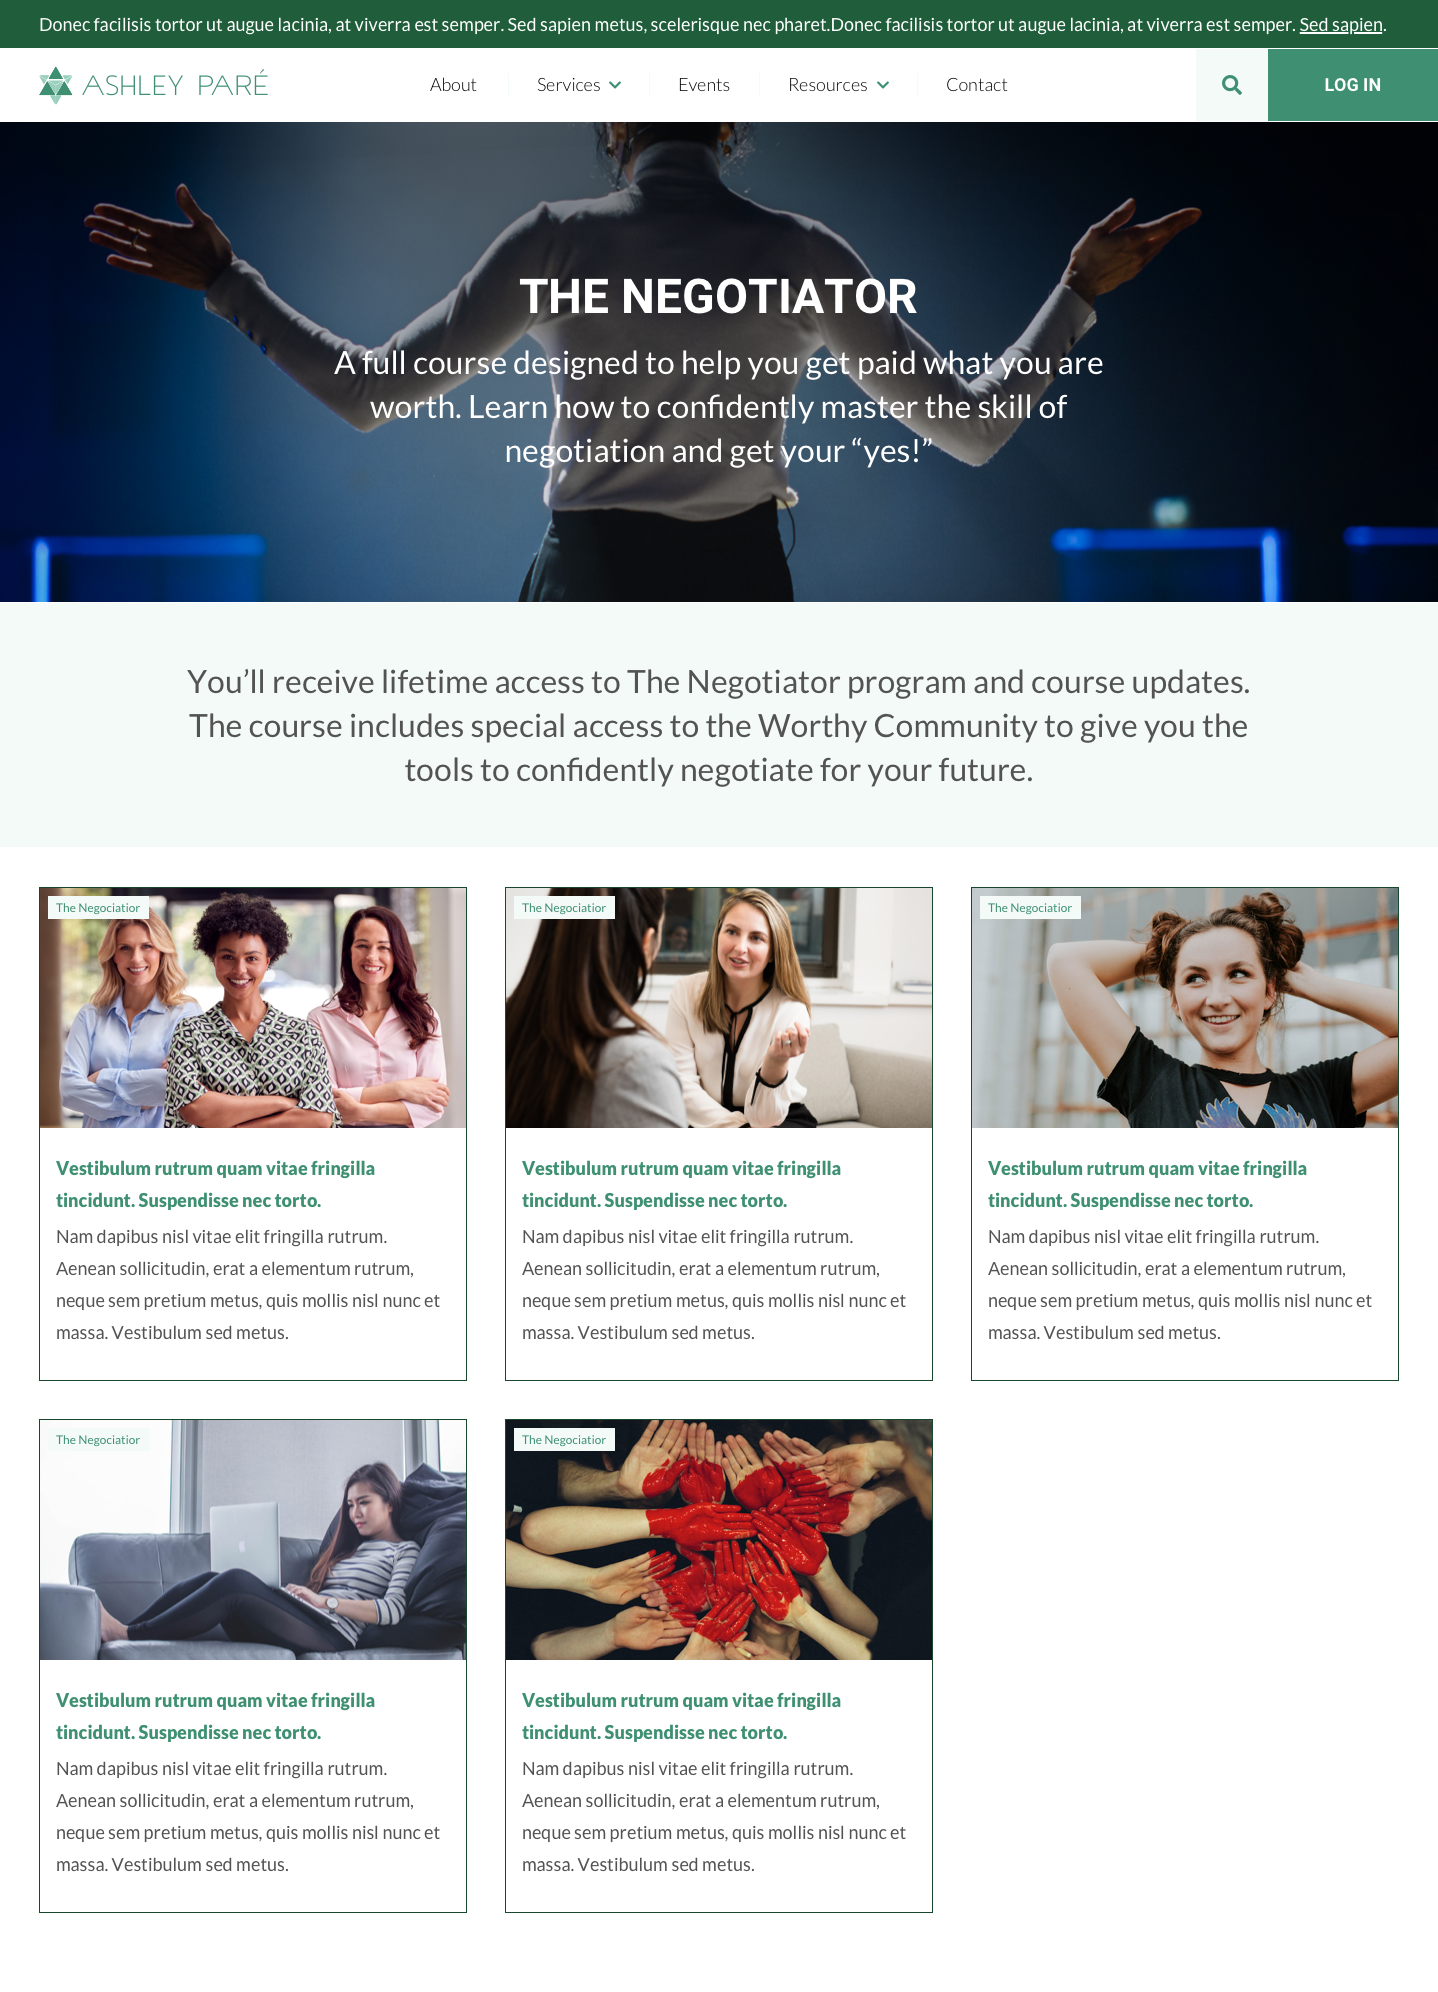 Donec facilisis tortor ut augue lacinia, at viverra est semper. Sed sapien metus, scelerisque nec pharet.Donec facilisis tortor ut augue lacinia, at viverra est semper. Sed sapien.
ASHLEY PARÉ
About
Services
Events
Resources
Contact
LOG IN
THE NEGOTIATOR
A full course designed to help you get paid what you are
worth. Learn how to confidently master the skill of
negotiation and get your “yes!”
You’ll receive lifetime access to The Negotiator program and course updates.
The course includes special access to the Worthy Community to give you the
tools to confidently negotiate for your future.
The Negociatior
Vestibulum rutrum quam vitae fringilla
tincidunt. Suspendisse nec torto.
Nam dapibus nisl vitae elit fringilla rutrum.
Aenean sollicitudin, erat a elementum rutrum,
neque sem pretium metus, quis mollis nisl nunc et
massa. Vestibulum sed metus.
The Negociatior
Vestibulum rutrum quam vitae fringilla
tincidunt. Suspendisse nec torto.
Nam dapibus nisl vitae elit fringilla rutrum.
Aenean sollicitudin, erat a elementum rutrum,
neque sem pretium metus, quis mollis nisl nunc et
massa. Vestibulum sed metus.
The Negociatior
Vestibulum rutrum quam vitae fringilla
tincidunt. Suspendisse nec torto.
Nam dapibus nisl vitae elit fringilla rutrum.
Aenean sollicitudin, erat a elementum rutrum,
neque sem pretium metus, quis mollis nisl nunc et
massa. Vestibulum sed metus.
The Negociatior
Vestibulum rutrum quam vitae fringilla
tincidunt. Suspendisse nec torto.
Nam dapibus nisl vitae elit fringilla rutrum.
Aenean sollicitudin, erat a elementum rutrum,
neque sem pretium metus, quis mollis nisl nunc et
massa. Vestibulum sed metus.
The Negociatior
Vestibulum rutrum quam vitae fringilla
tincidunt. Suspendisse nec torto.
Nam dapibus nisl vitae elit fringilla rutrum.
Aenean sollicitudin, erat a elementum rutrum,
neque sem pretium metus, quis mollis nisl nunc et
massa. Vestibulum sed metus.